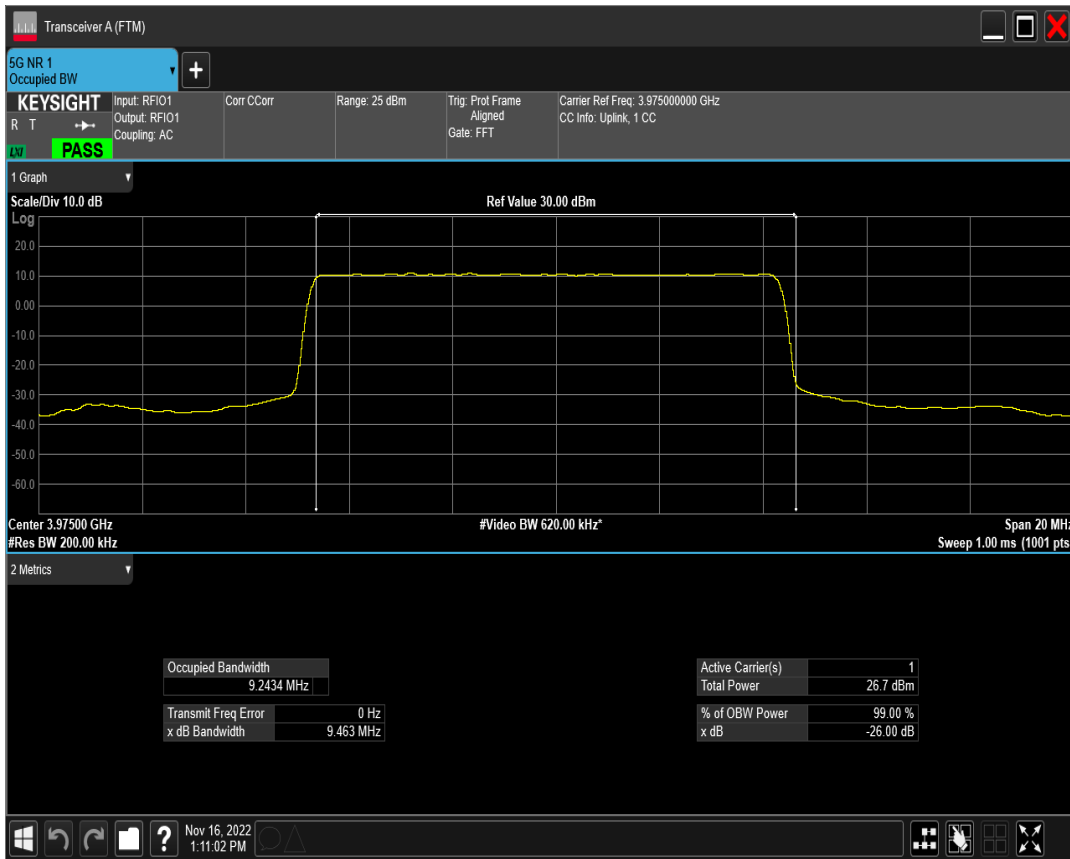 Transceiver A (FTM)
5G NR 1
Occupied BW
+
KEYSIGHT
R T
LXI
PASS
Input: RFIO1
Output: RFIO1
Coupling: AC
Corr CCorr
Range: 25 dBm
Trig: Prot Frame
Aligned
Gate: FFT
Carrier Ref Freq: 3.975000000 GHz
CC Info: Uplink, 1 CC
1 Graph
Scale/Div 10.0 dB
Ref Value 30.00 dBm
Log
20.0
10.0
0.00
-10.0
-20.0
-30.0
-40.0
-50.0
-60.0
Center 3.97500 GHz
#Video BW 620.00 kHz*
Span 20 MHz
#Res BW 200.00 kHz
Sweep 1.00 ms (1001 pts
2 Metrics
Occupied Bandwidth
9.2434 MHz
Transmit Freq Error 0 Hz
x dB Bandwidth 9.463 MHz
Active Carrier(s) 1
Total Power 26.7 dBm
% of OBW Power 99.00 %
x dB -26.00 dB
?
Nov 16, 2022
1:11:02 PM